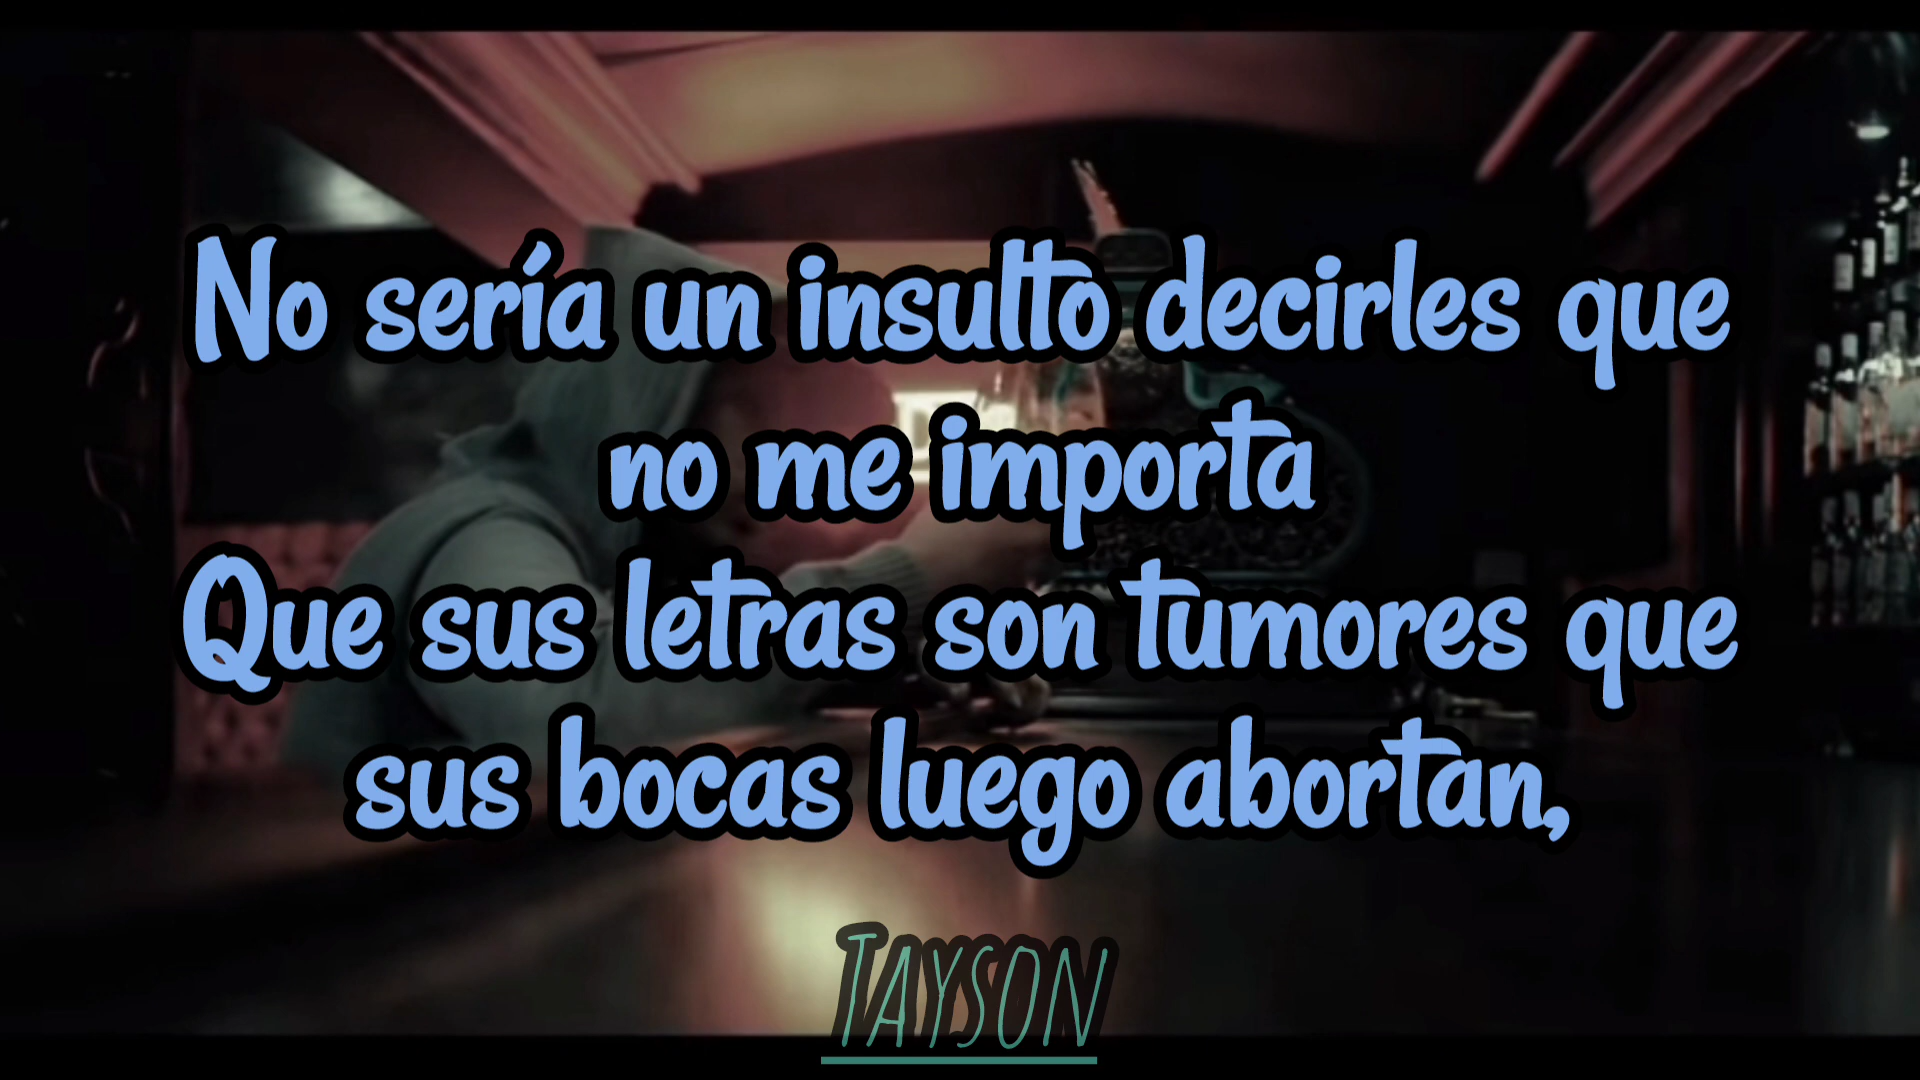 No sería un insulto decirles que
no me importa
Que sus letras son tumores que
sus bocas luego abortan,
TAYSON